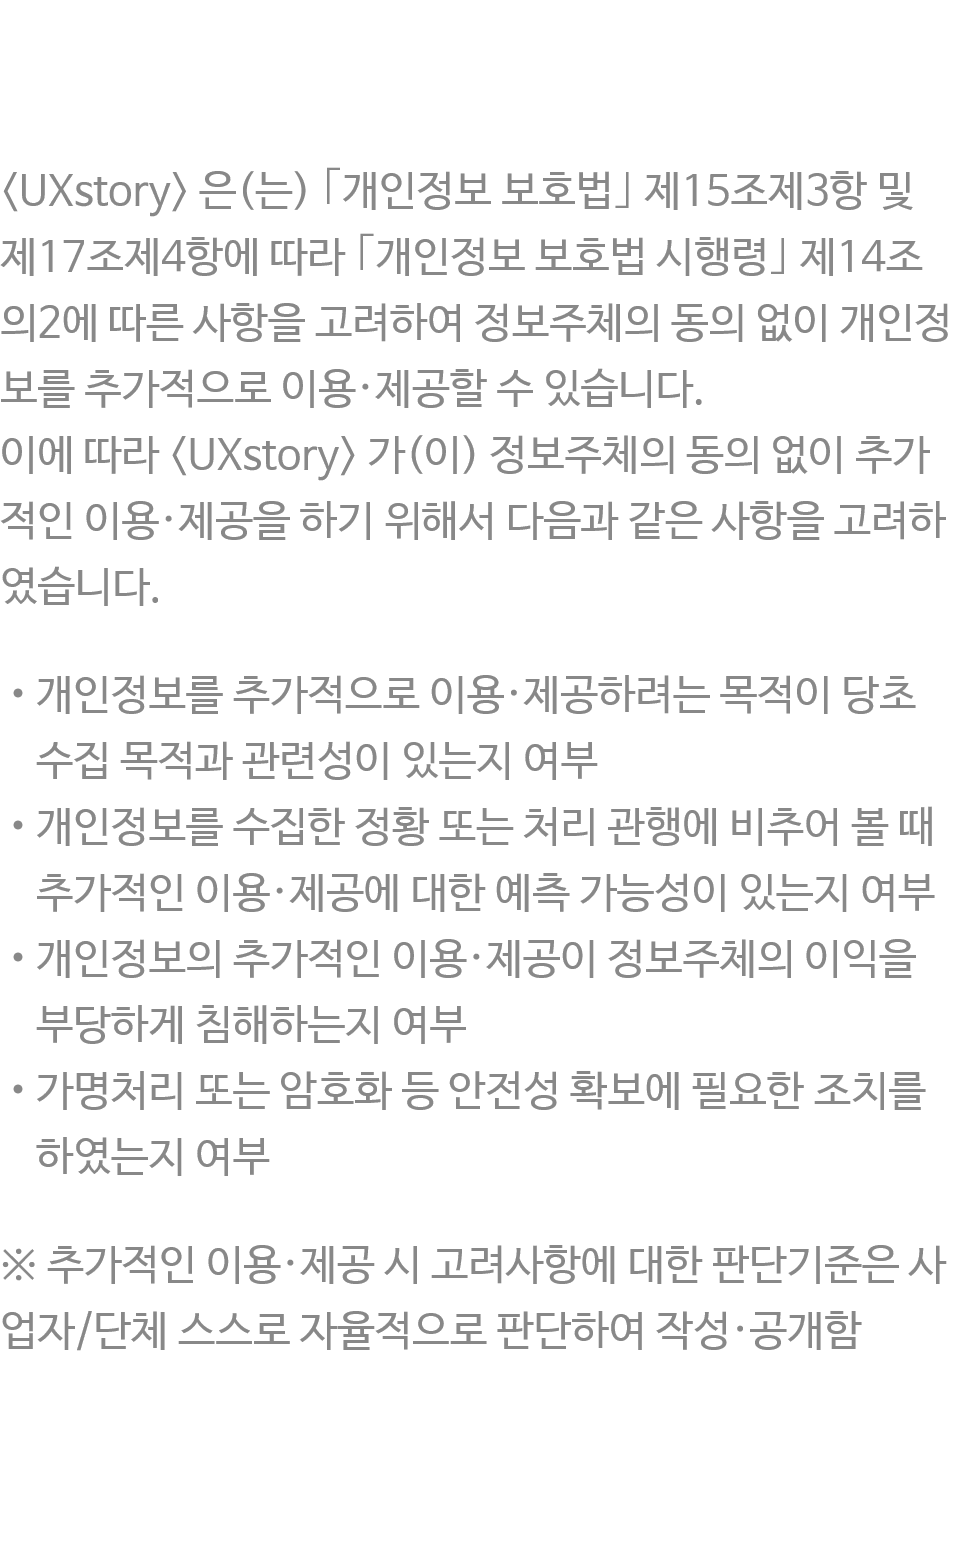 <UXstory> 은(는) 「개인정보 보호법」 제15조제3항 및
제17조제4항에 따라 「개인정보 보호법 시행령」 제14조
의2에 따른 사항을 고려하여 정보주체의 동의 없이 개인정
보를 추가적으로 이용·제공할 수 있습니다.
이에 따라 <UXstory> 가(이) 정보주체의 동의 없이 추가
적인 이용·제공을 하기 위해서 다음과 같은 사항을 고려하
였습니다.
• 개인정보를 추가적으로 이용·제공하려는 목적이 당초
수집 목적과 관련성이 있는지 여부
• 개인정보를 수집한 정황 또는 처리 관행에 비추어 볼 때
추가적인 이용·제공에 대한 예측 가능성이 있는지 여부
• 개인정보의 추가적인 이용·제공이 정보주체의 이익을
부당하게 침해하는지 여부
• 가명처리 또는 암호화 등 안전성 확보에 필요한 조치를
하였는지 여부
※ 추가적인 이용·제공 시 고려사항에 대한 판단기준은 사
업자/단체 스스로 자율적으로 판단하여 작성·공개함